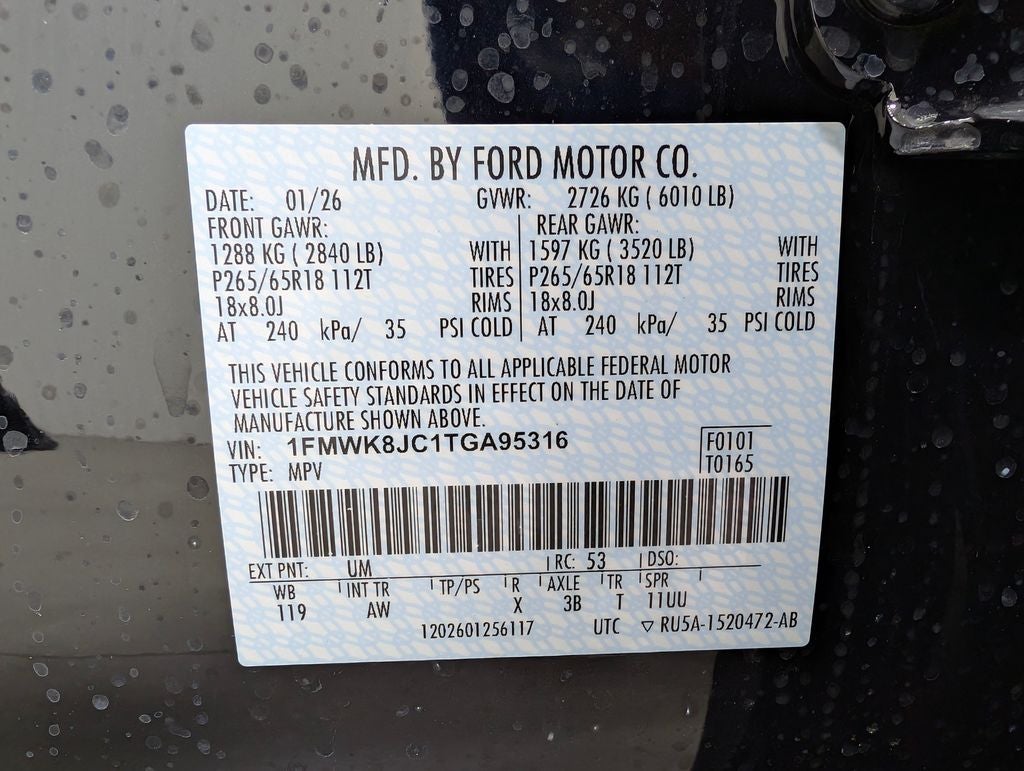 MFD. BY FORD MOTOR CO.
DATE: 01/26 GVWR: 2726 KG ( 6010 LB)
FRONT GAWR: REAR GAWR:
1288 KG ( 2840 LB) WITH 1597 KG ( 3520 LB) WITH
P265/65R18 112T TIRES P265/65R18 112T TIRES
18x8.0J RIMS 18x8.0J RIMS
AT 240 kPa/ 35 PSI COLD AT 240 kPa/ 35 PSI COLD
THIS VEHICLE CONFORMS TO ALL APPLICABLE FEDERAL MOTOR
VEHICLE SAFETY STANDARDS IN EFFECT ON THE DATE OF
MANUFACTURE SHOWN ABOVE.
VIN: 1FMWK8JC1TGA95316 F0101
TYPE: MPV T0165
EXT PNT: UM RC: 53 DSO:
WB INT TR TP/PS R AXLE TR SPR
119 AW X 3B T 11UU
1202601256117 UTC ▽ RU5A-1520472-AB